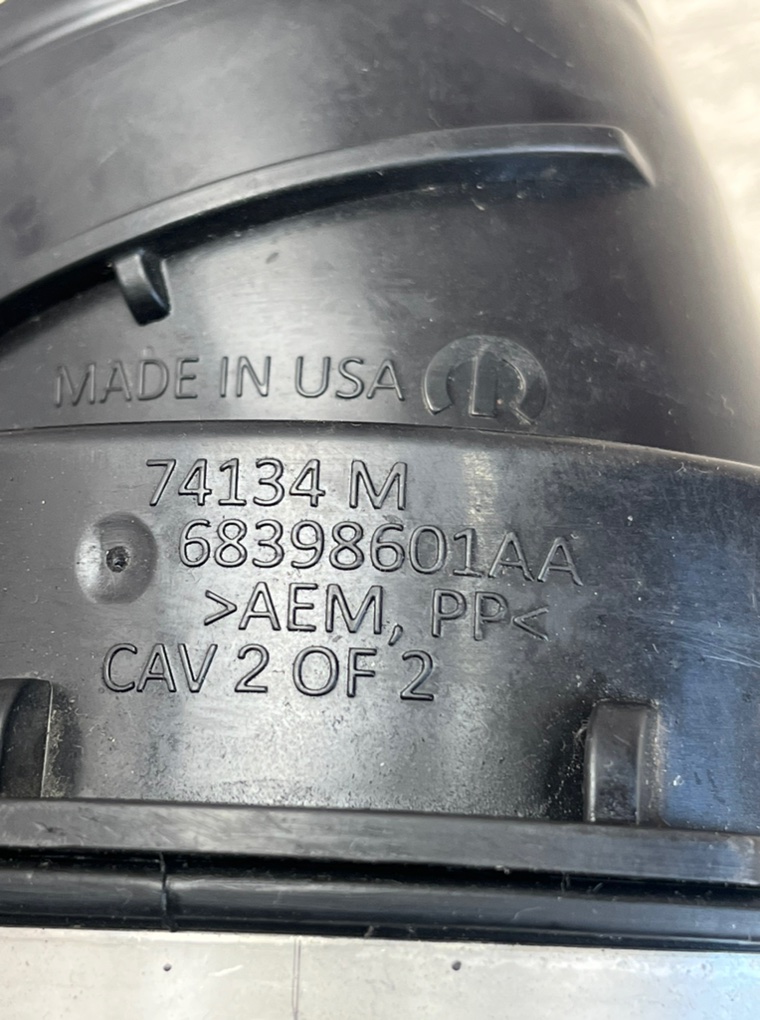 MADE IN USA
74134 M
68398601AA
>AEM, PP<
CAV 2 OF 2